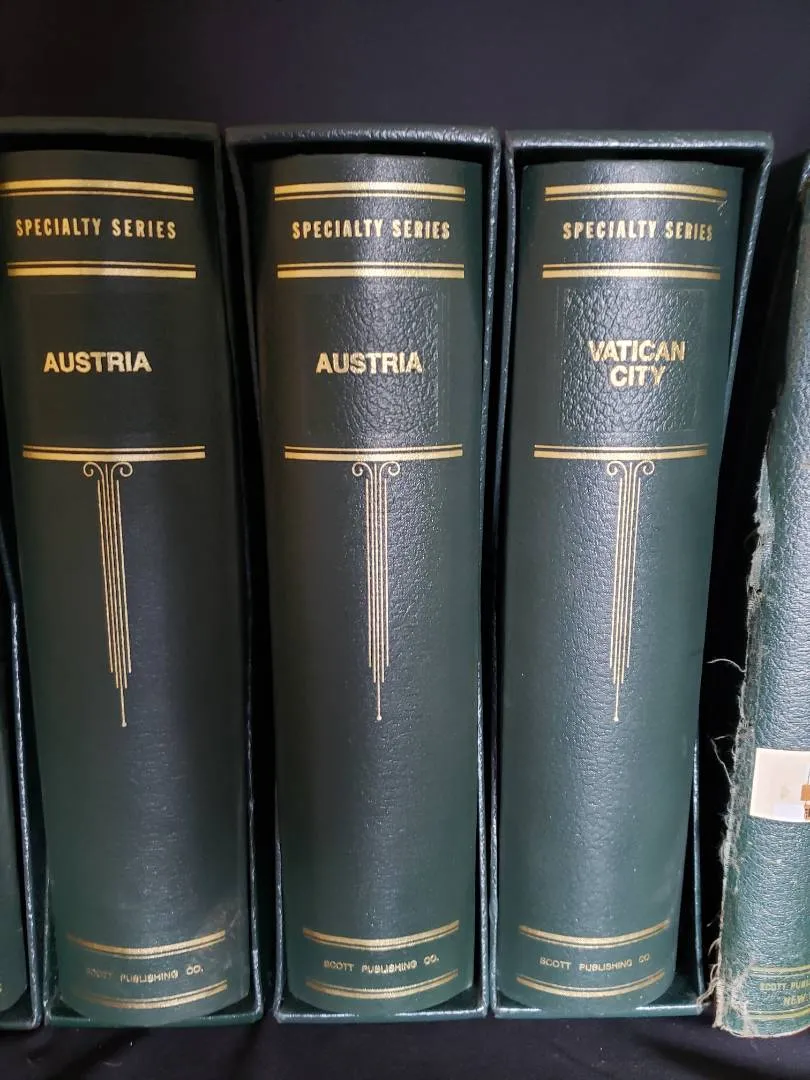 SPECIALTY SERIES
AUSTRIA
SCOTT PUBLISHING CO.
SPECIALTY SERIES
AUSTRIA
SCOTT PUBLISHING CO.
SPECIALTY SERIES
VATICAN
CITY
SCOTT PUBLISHING CO.
SCOTT